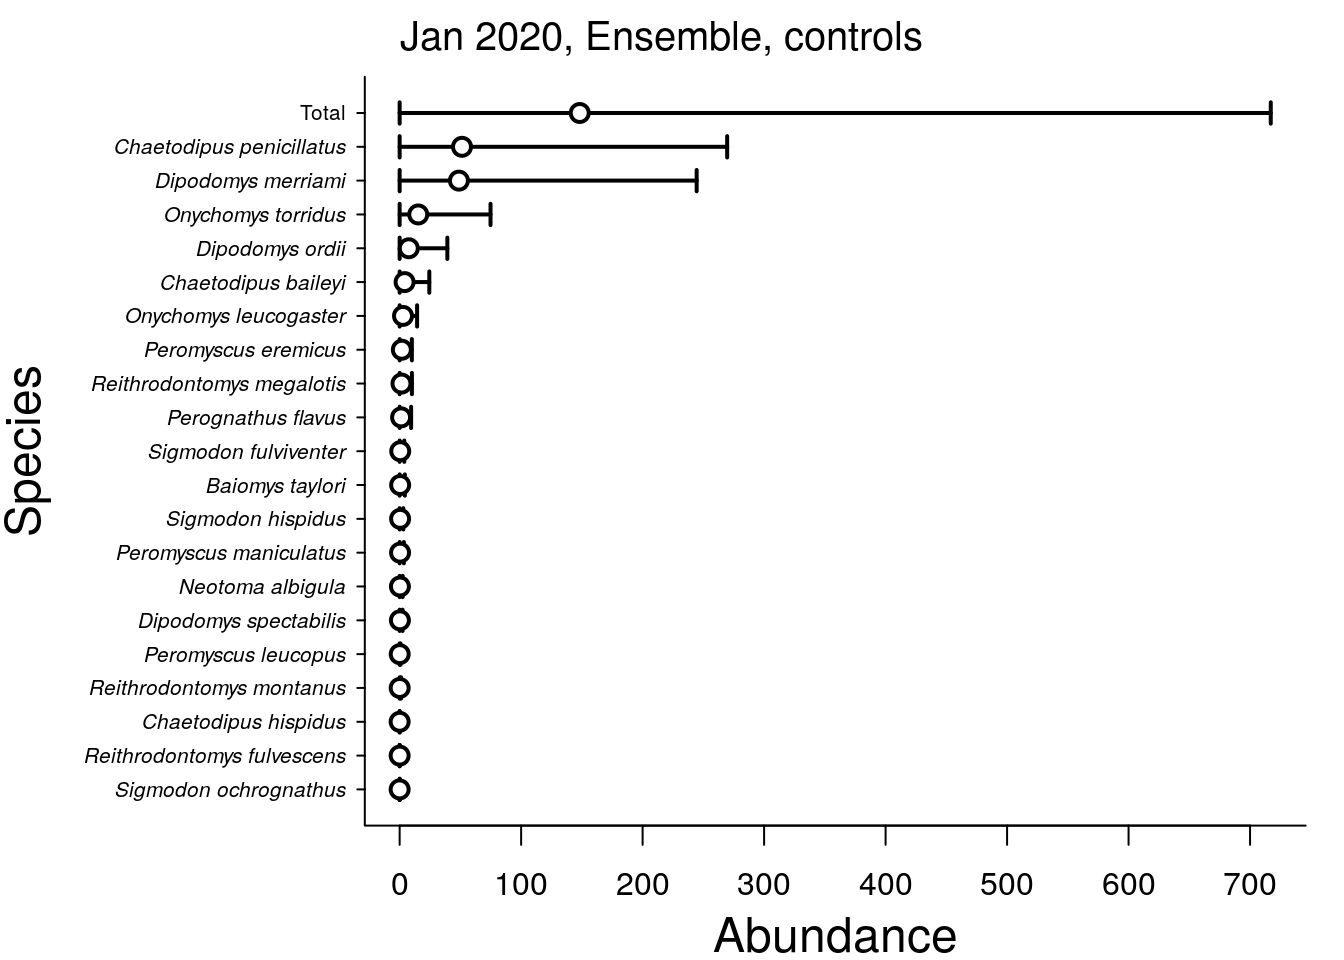 Jan 2020, Ensemble, controls
Species
Total
Chaetodipus penicillatus
Dipodomys merriami
Onychomys torridus
Dipodomys ordii
Chaetodipus baileyi
Onychomys leucogaster
Peromyscus eremicus
Reithrodontomys megalotis
Perognathus flavus
Sigmodon fulviventer
Baiomys taylori
Sigmodon hispidus
Peromyscus maniculatus
Neotoma albigula
Dipodomys spectabilis
Peromyscus leucopus
Reithrodontomys montanus
Chaetodipus hispidus
Reithrodontomys fulvescens
Sigmodon ochrognathus
0 100 200 300 400 500 600 700
Abundance